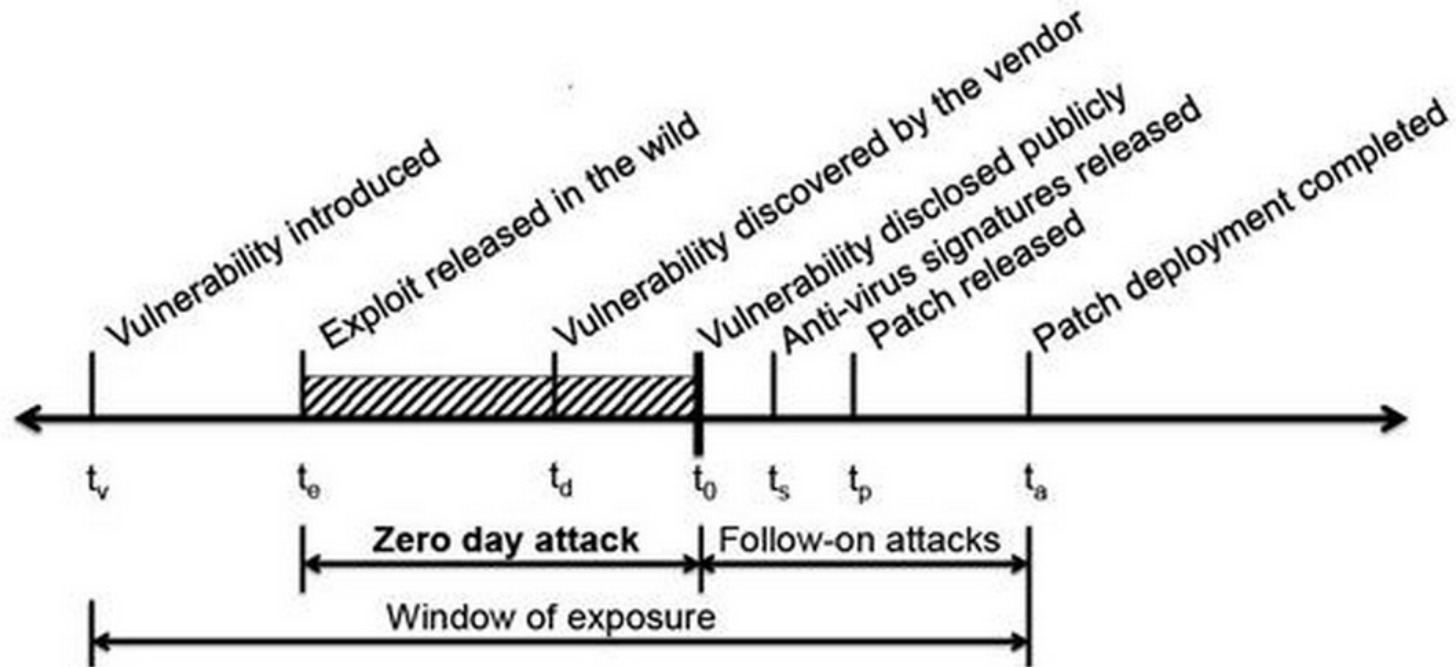 Vulnerability introduced
Exploit released in the wild
Vulnerability discovered by the vendor
Vulnerability disclosed publicly
Anti-virus signatures released
Patch released
Patch deployment completed
tv te td t0 ts tp ta
Zero day attack Follow-on attacks
Window of exposure